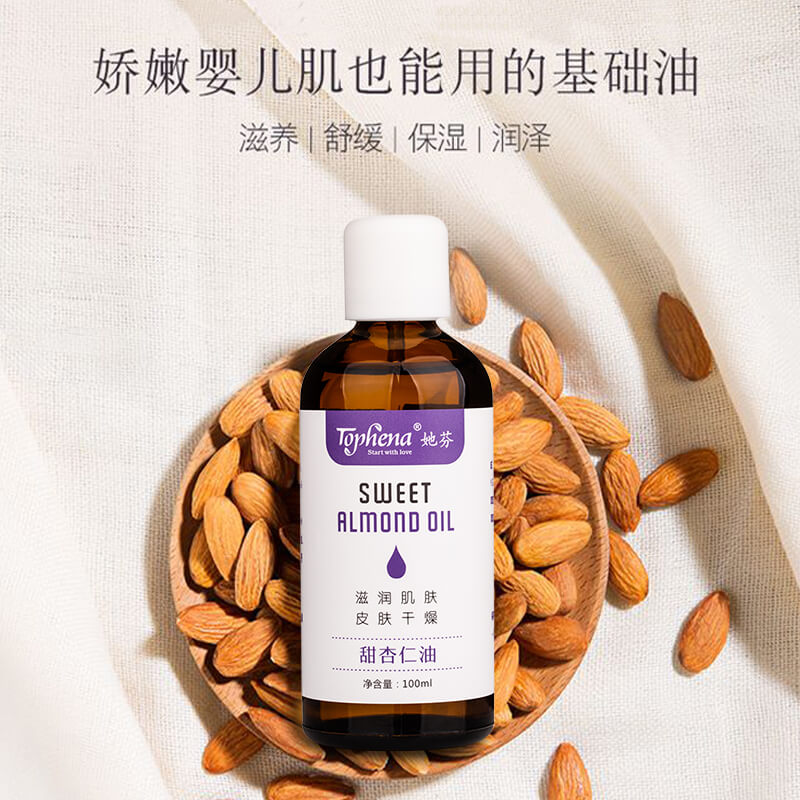 娇嫩婴儿肌也能用的基础油
滋养|舒缓|保湿|润泽
Tophena® 她芬
Start with love
SWEET
ALMOND OIL
滋润肌肤
皮肤干燥
甜杏仁油
净含量：100ml